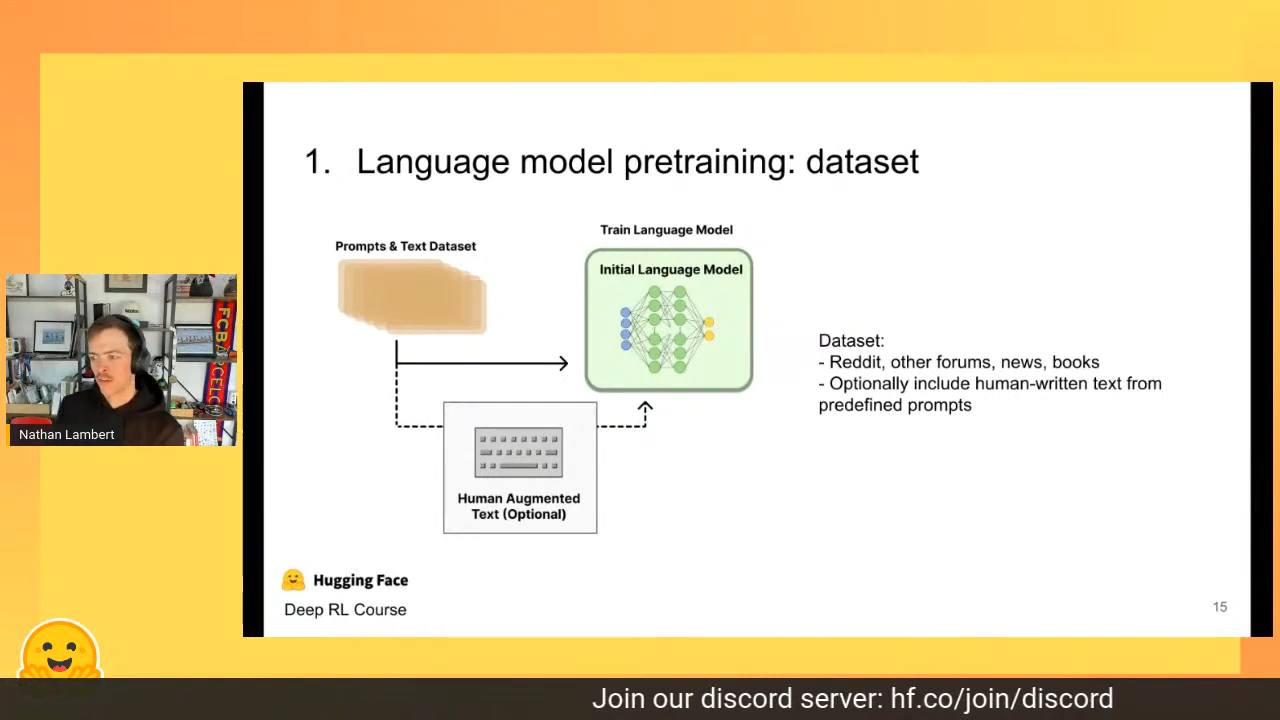 1. Language model pretraining: dataset
Prompts & Text Dataset
Train Language Model
Initial Language Model
Human Augmented
Text (Optional)
Dataset:
- Reddit, other forums, news, books
- Optionally include human-written text from
predefined prompts
Nathan Lambert
FCB
Hugging Face
Deep RL Course
15
Join our discord server: hf.co/join/discord